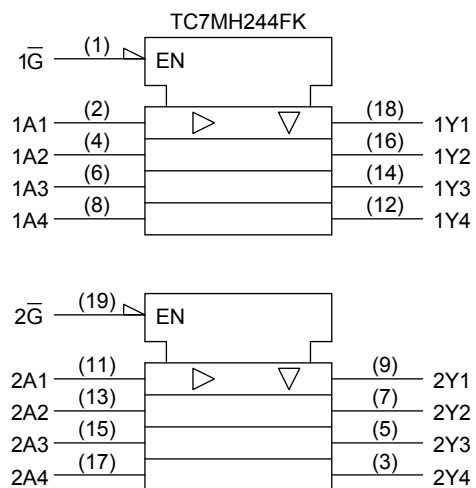 TC7MH244FK
1G̅ (1) EN
1A1 (2) (18) 1Y1
1A2 (4) (16) 1Y2
1A3 (6) (14) 1Y3
1A4 (8) (12) 1Y4
2G̅ (19) EN
2A1 (11) (9) 2Y1
2A2 (13) (7) 2Y2
2A3 (15) (5) 2Y3
2A4 (17) (3) 2Y4